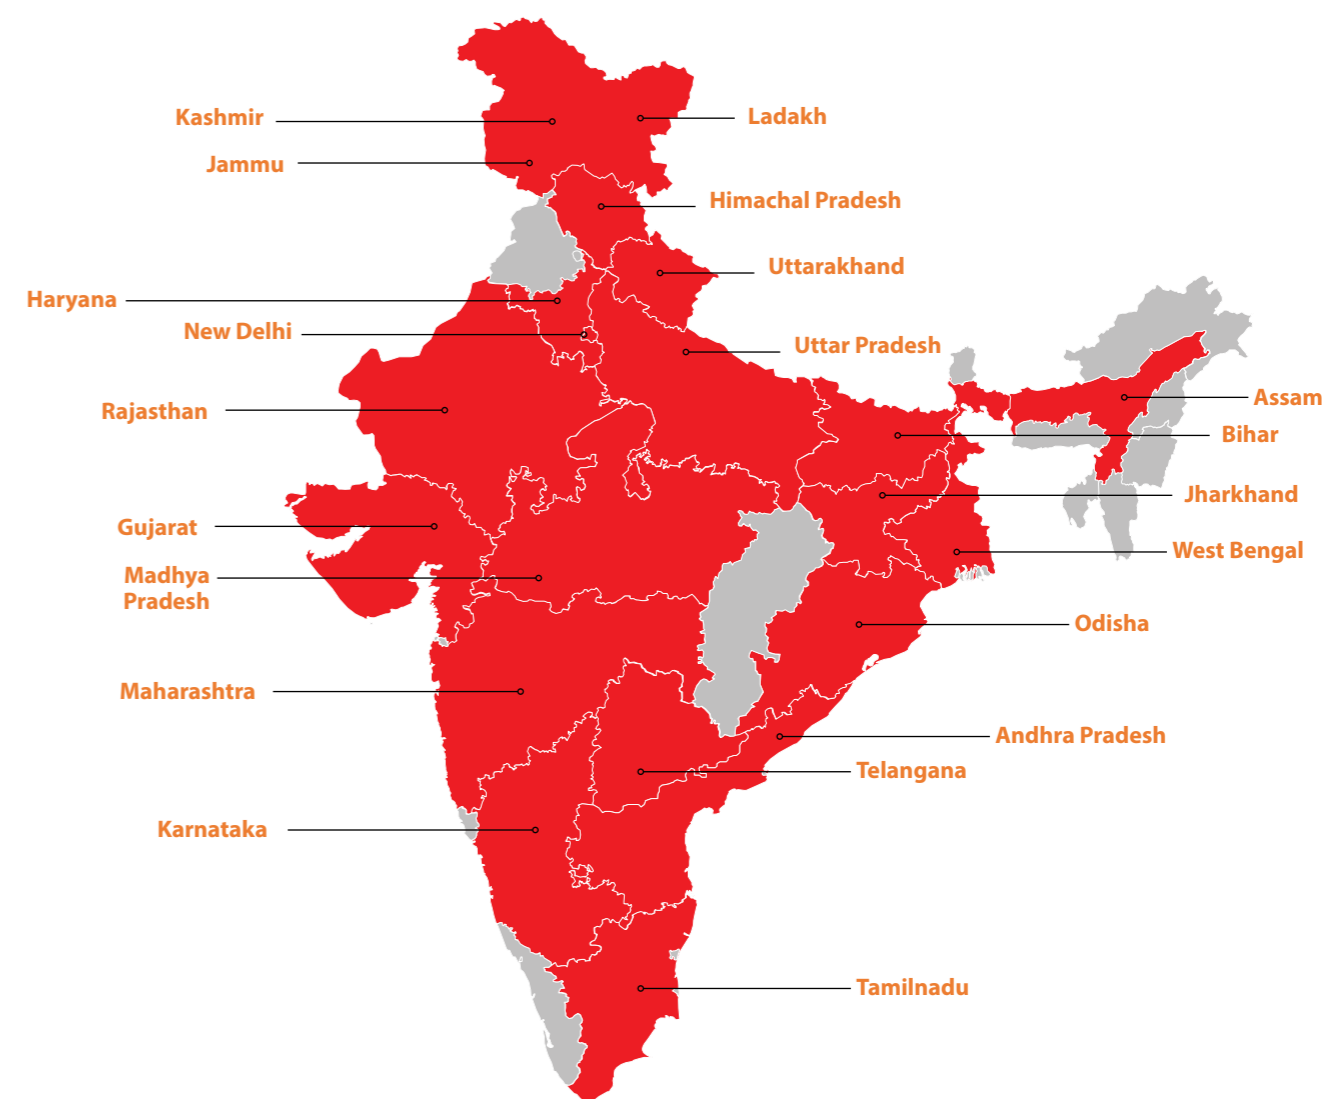 Kashmir
Ladakh
Jammu
Himachal Pradesh
Uttarakhand
Haryana
New Delhi
Uttar Pradesh
Assam
Rajasthan
Bihar
Jharkhand
Gujarat
West Bengal
Madhya
Pradesh
Odisha
Maharashtra
Andhra Pradesh
Telangana
Karnataka
Tamilnadu